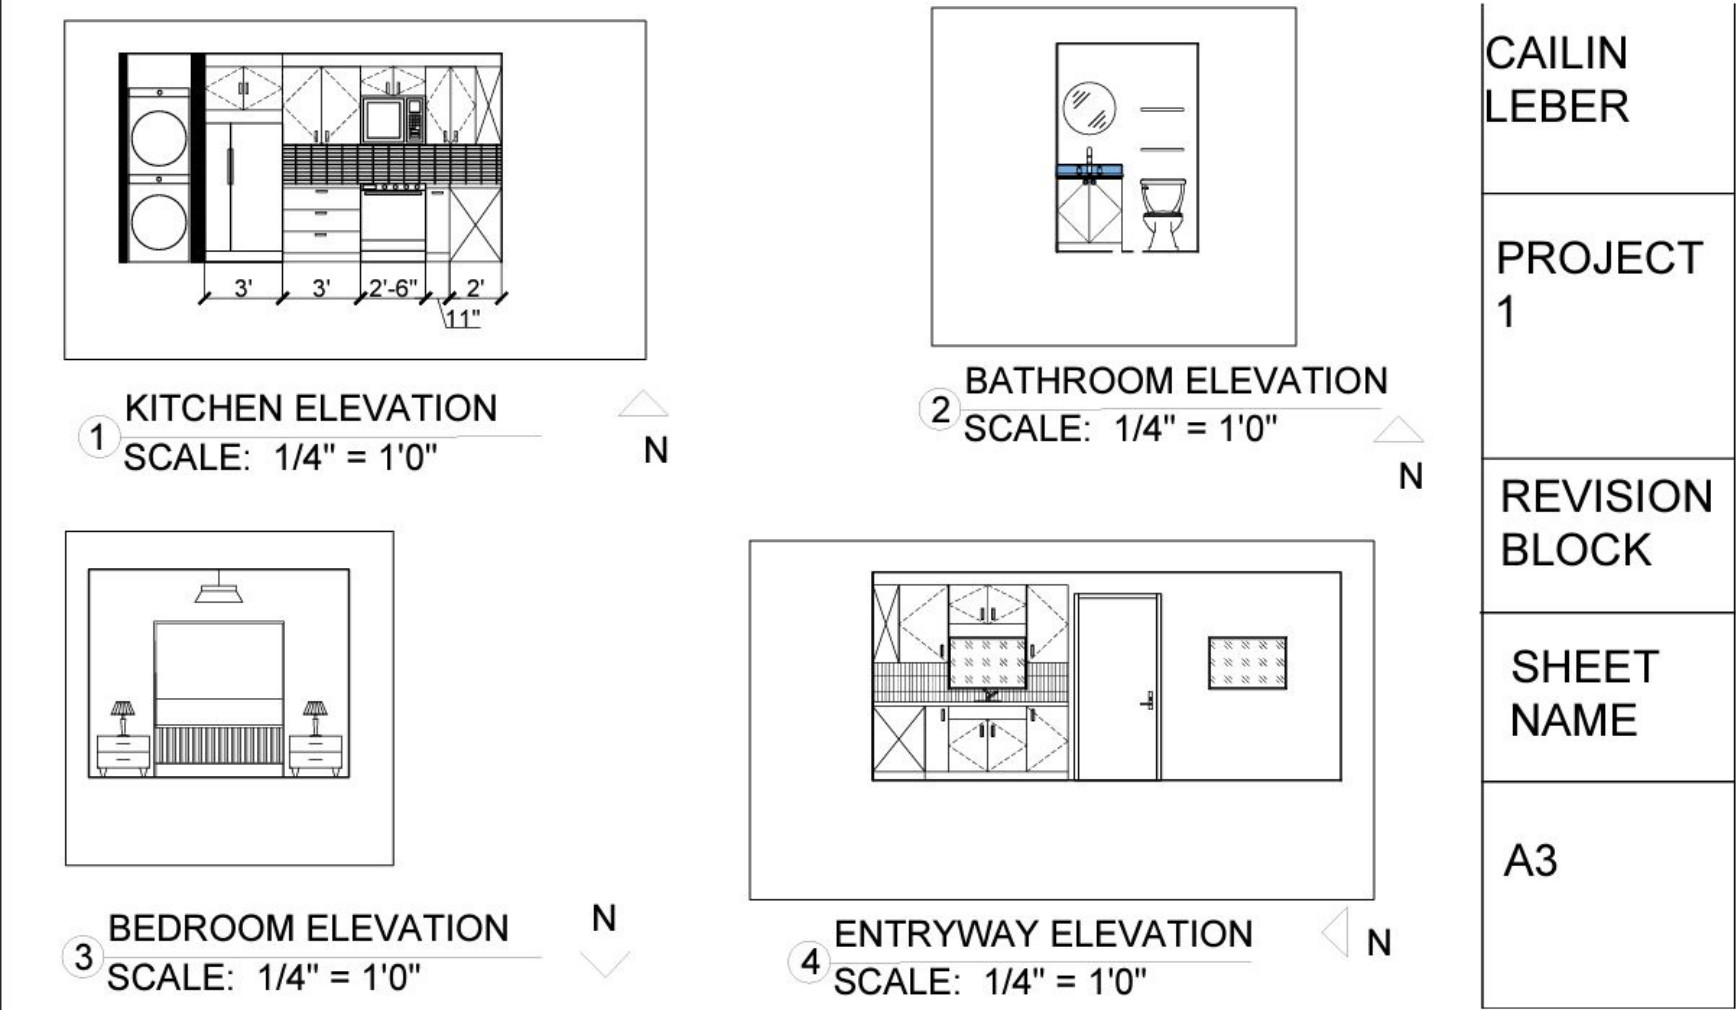 3' 3' 2'-6" 2'
11"
1 KITCHEN ELEVATION
SCALE: 1/4" = 1'0"
N
2 BATHROOM ELEVATION
SCALE: 1/4" = 1'0"
N
3 BEDROOM ELEVATION
SCALE: 1/4" = 1'0"
N
4 ENTRYWAY ELEVATION
SCALE: 1/4" = 1'0"
N
CAILIN
LEBER
PROJECT
1
REVISION
BLOCK
SHEET
NAME
A3